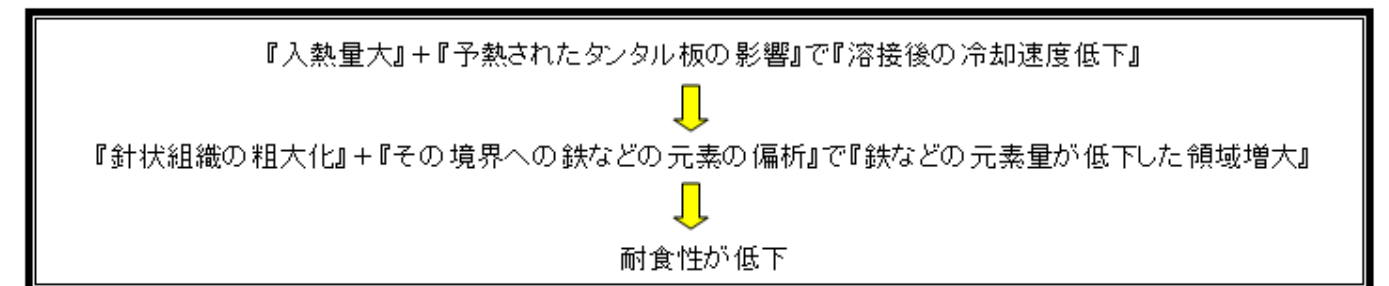 『入熱量大』+『予熱されたタンタル板の影響』で『溶接後の冷却速度低下』
『針状組織の粗大化』+『その境界への鉄などの元素の偏析』で『鉄などの元素量が低下した領域増大』
耐食性が低下